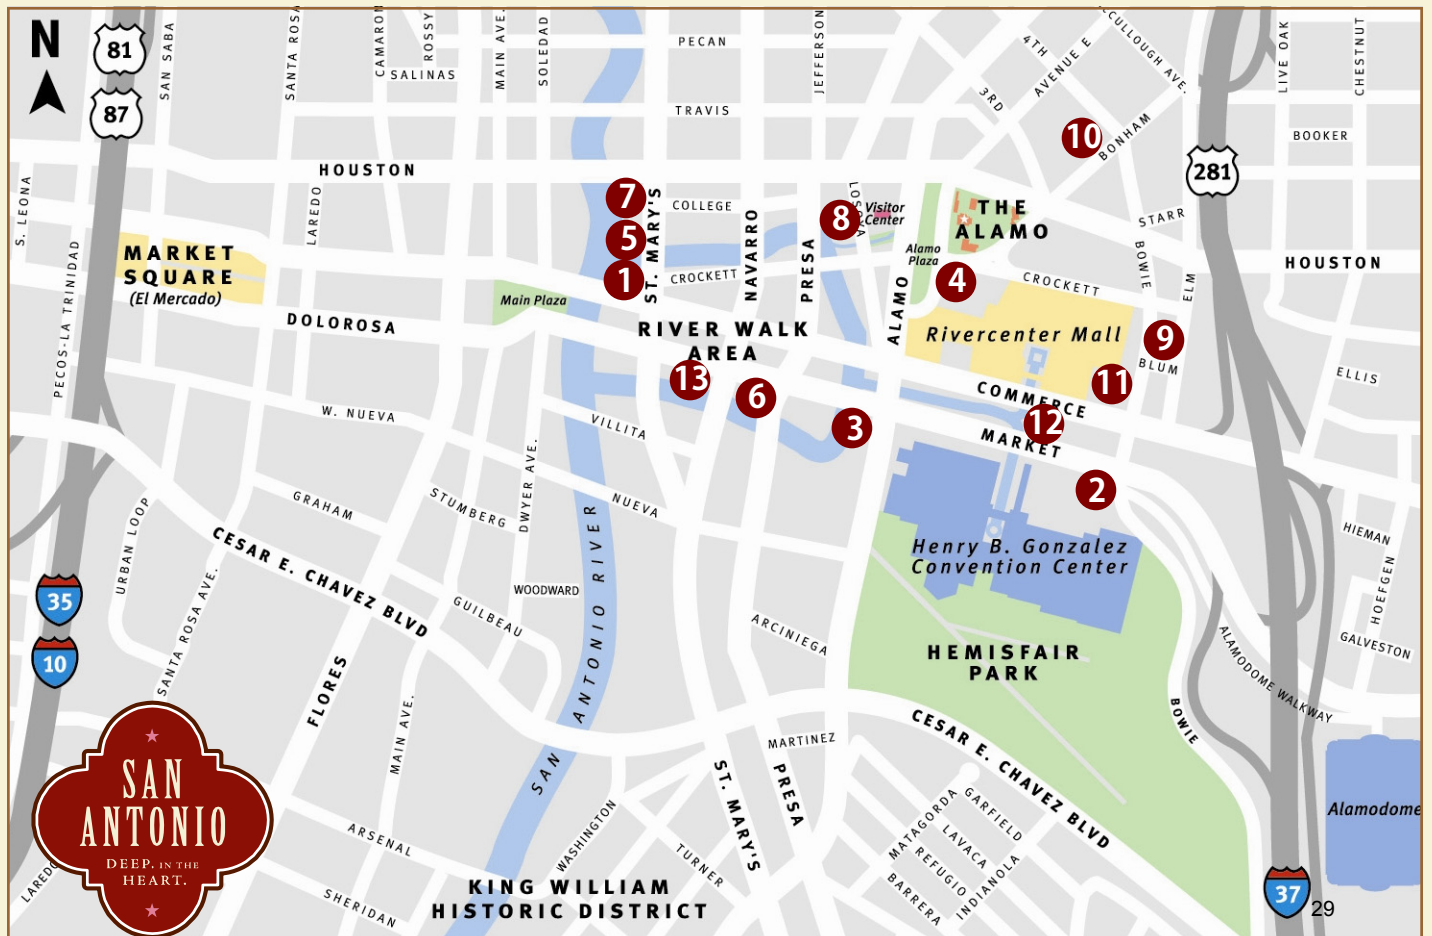 N
81
87
SAN SABA
SANTA ROSA
CAMARON
ROSSY
MAIN AVE.
SOLEDAD
SALINAS
PECAN
TRAVIS
JEFFERSON
4TH
AVENUE E
3RD
10
BONHAM
281
LIVE OAK
CHESTNUT
BOOKER
HOUSTON
S. LEONA
LAREDO
7
5
1
ST. MARY'S
COLLEGE
CROCKETT
NAVARRO
PRESA
8
Visitor
Center
Alamo
Plaza
THE
ALAMO
STARR
BOWIE
ELM
HOUSTON
MARKET
SQUARE
(El Mercado)
PECOS-LA TRINIDAD
Main Plaza
DOLOROSA
RIVER WALK
AREA
ALAMO
4
CROCKETT
Rivercenter Mall
9
BLUM
11
ELLIS
13
6
3
COMMERCE
12
MARKET
2
W. NUEVA
VILLITA
NUEVA
DWYER AVE.
STUMBERG
GRAHAM
URBAN LOOP
CESAR E. CHAVEZ BLVD
Henry B. Gonzalez
Convention Center
HIEMAN
HOEFGEN
GALVESTON
35
10
SANTA ROSA AVE.
WOODWARD
GUILBEAU
SAN ANTONIO RIVER
ARCINIEGA
HEMISFAIR
PARK
ALAMODOME WALKWAY
BOWIE
FLORES
MAIN AVE.
MARTINEZ
ST. MARY'S
PRESA
CESAR E. CHAVEZ BLVD
Alamodome
SAN
ANTONIO
DEEP. IN THE
HEART.
LAREDO
ARSENAL
SHERIDAN
WASHINGTON
TURNER
MATAGORDA
GARFIELD
LAVACA
REFUGIO
BARRERA
INDIANOLA
KING WILLIAM
HISTORIC DISTRICT
37
29